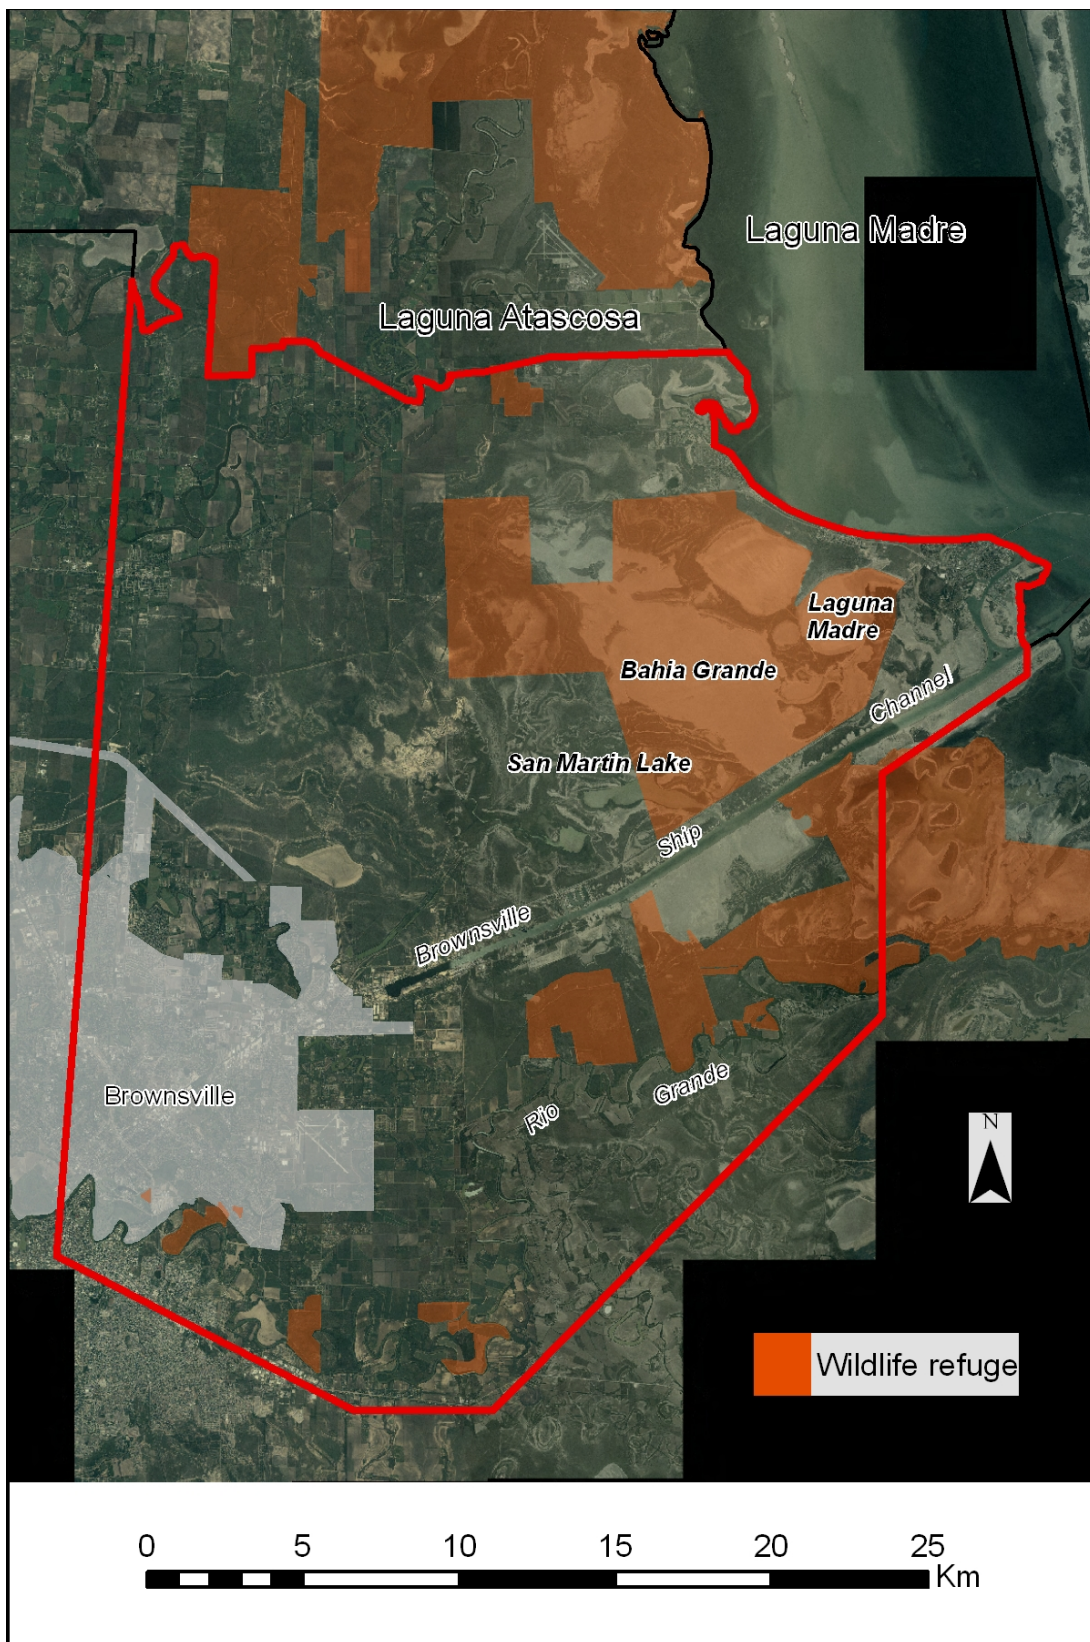 Laguna Madre
Laguna Atascosa
Laguna
Madre
Bahia Grande
Channel
San Martin Lake
Ship
Brownsville
Brownsville
Grande
Rio
N
Wildlife refuge
0 5 10 15 20 25
Km